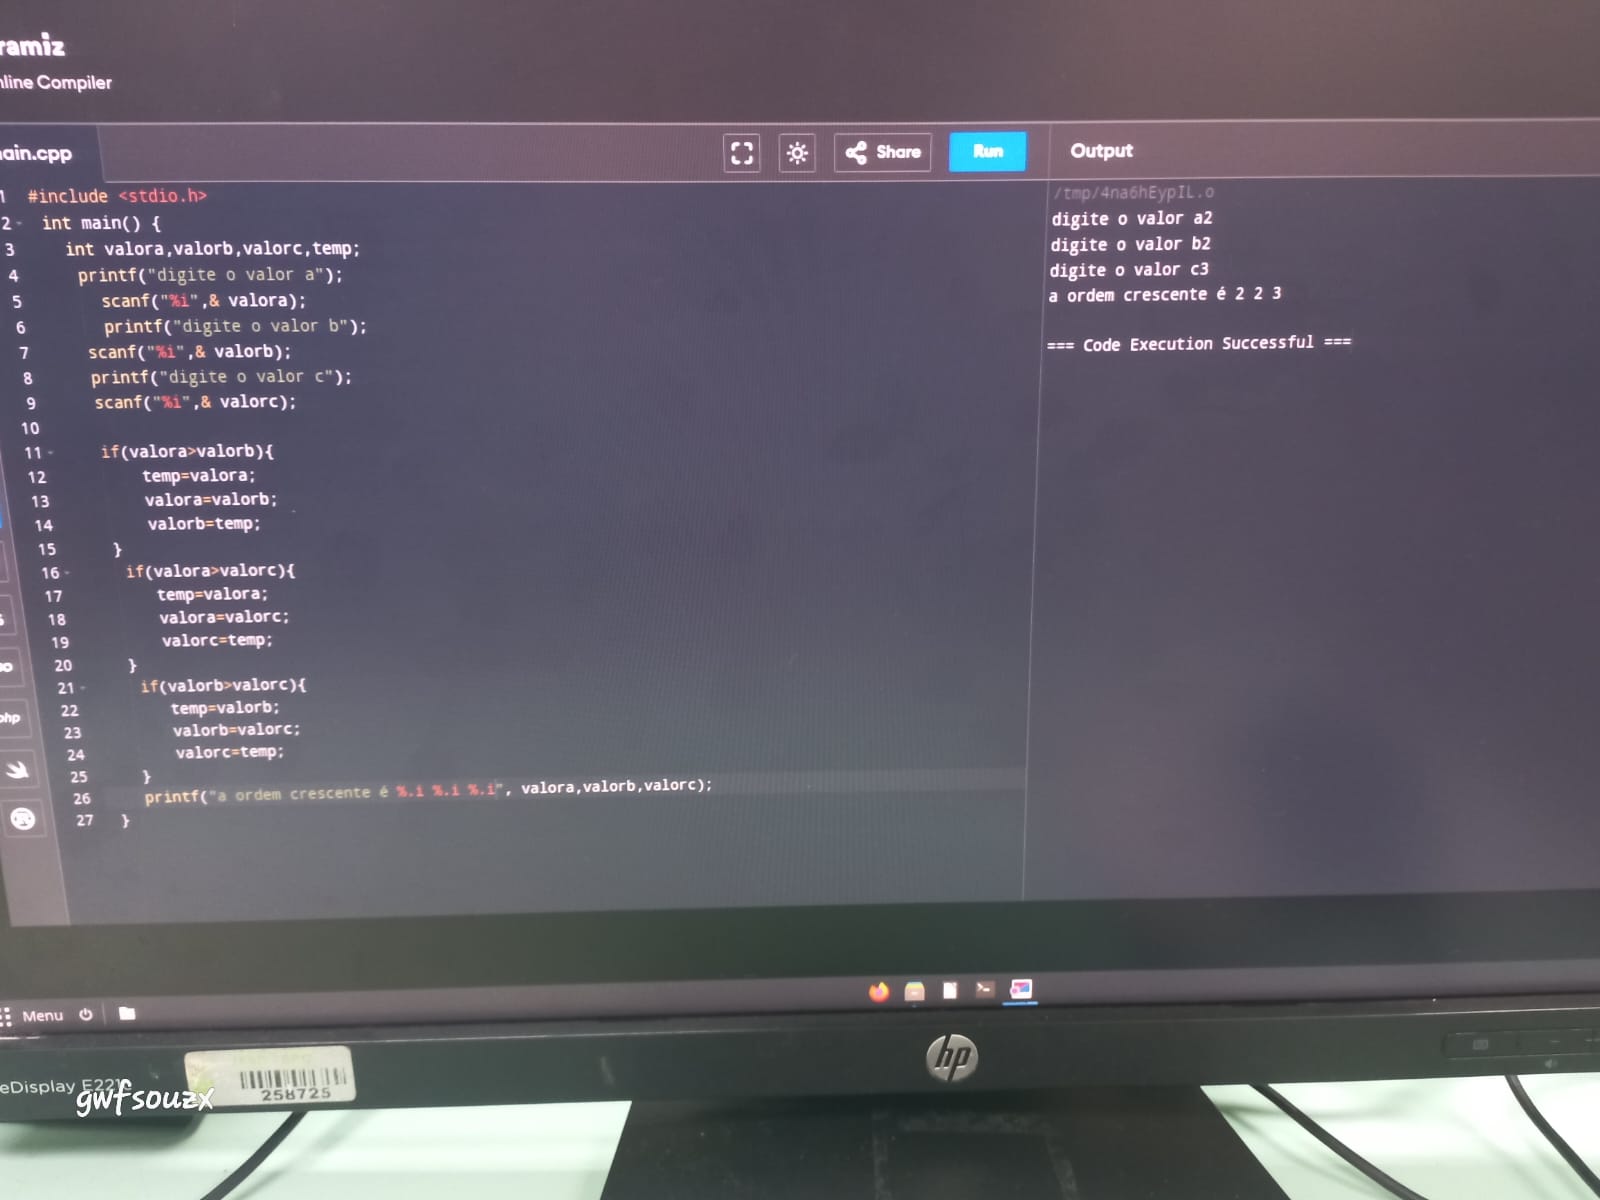 ramiz
nline Compiler
ain.cpp
Share
Run
Output
1 #include <stdio.h>
2 int main() {
3 int valora,valorb,valorc,temp;
4 printf("digite o valor a");
5 scanf("%i",& valora);
6 printf("digite o valor b");
7 scanf("%i",& valorb);
8 printf("digite o valor c");
9 scanf("%i",& valorc);
10
11 if(valora>valorb){
12 temp=valora;
13 valora=valorb;
14 valorb=temp;
15 }
16 if(valora>valorc){
17 temp=valora;
18 valora=valorc;
19 valorc=temp;
20 }
21 if(valorb>valorc){
22 temp=valorb;
23 valorb=valorc;
24 valorc=temp;
25 }
26 printf("a ordem crescente é %.i %.i %.i", valora,valorb,valorc);
27 }
/tmp/4na6hEypIL.o
digite o valor a2
digite o valor b2
digite o valor c3
a ordem crescente é 2 2 3
=== Code Execution Successful ===
php
Menu
hp
eDisplay
258725
gwfsouzx